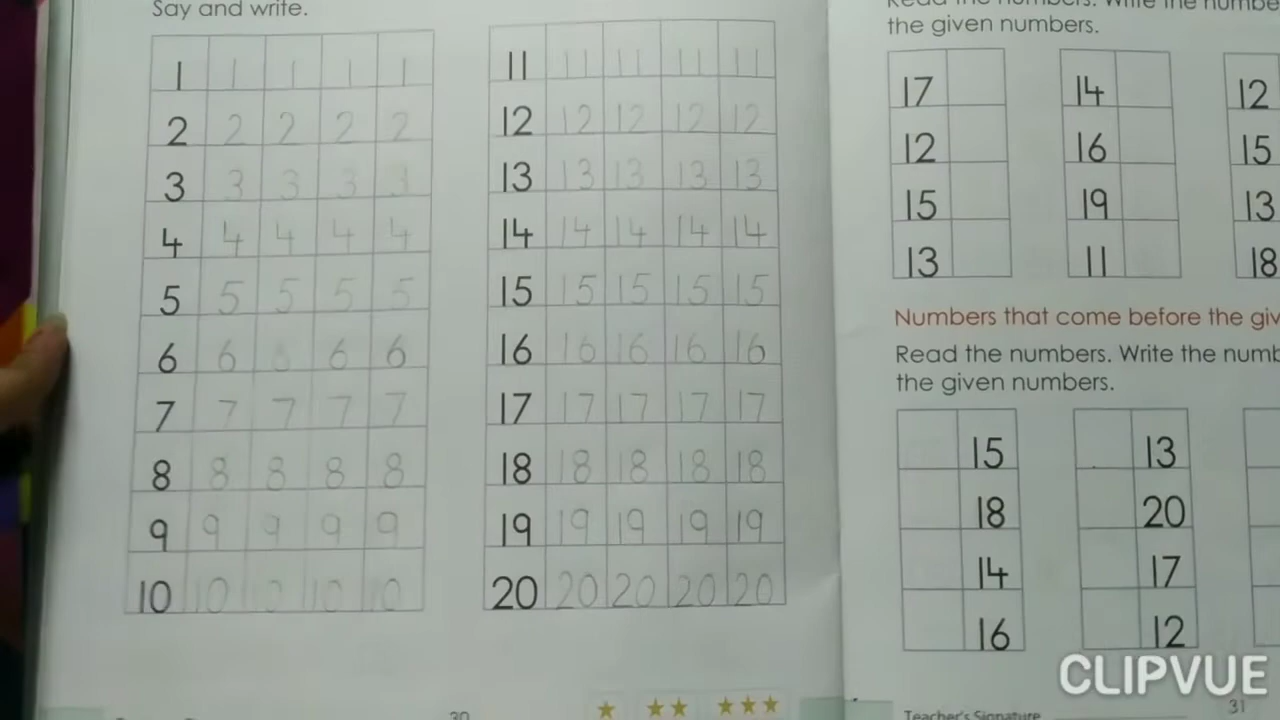 Say and write.
1 1 1 1 1
2 2 2 2 2
3 3 3 3 3
4 4 4 4 4
5 5 5 5 5
6 6 6 6 6
7 7 7 7 7
8 8 8 8 8
9 9 9 9 9
10 10 10 10 10
11 11 11 11 11
12 12 12 12 12
13 13 13 13 13
14 14 14 14 14
15 15 15 15 15
16 16 16 16 16
17 17 17 17 17
18 18 18 18 18
19 19 19 19 19
20 20 20 20 20
30
Read the numbers. Write the numbe
the given numbers.
17 14 12
12 16 15
15 19 13
13 11 18
Numbers that come before the giv
Read the numbers. Write the numb
the given numbers.
15 13
18 20
14 17
16 12
Teacher's Signature
31
CLIPVUE